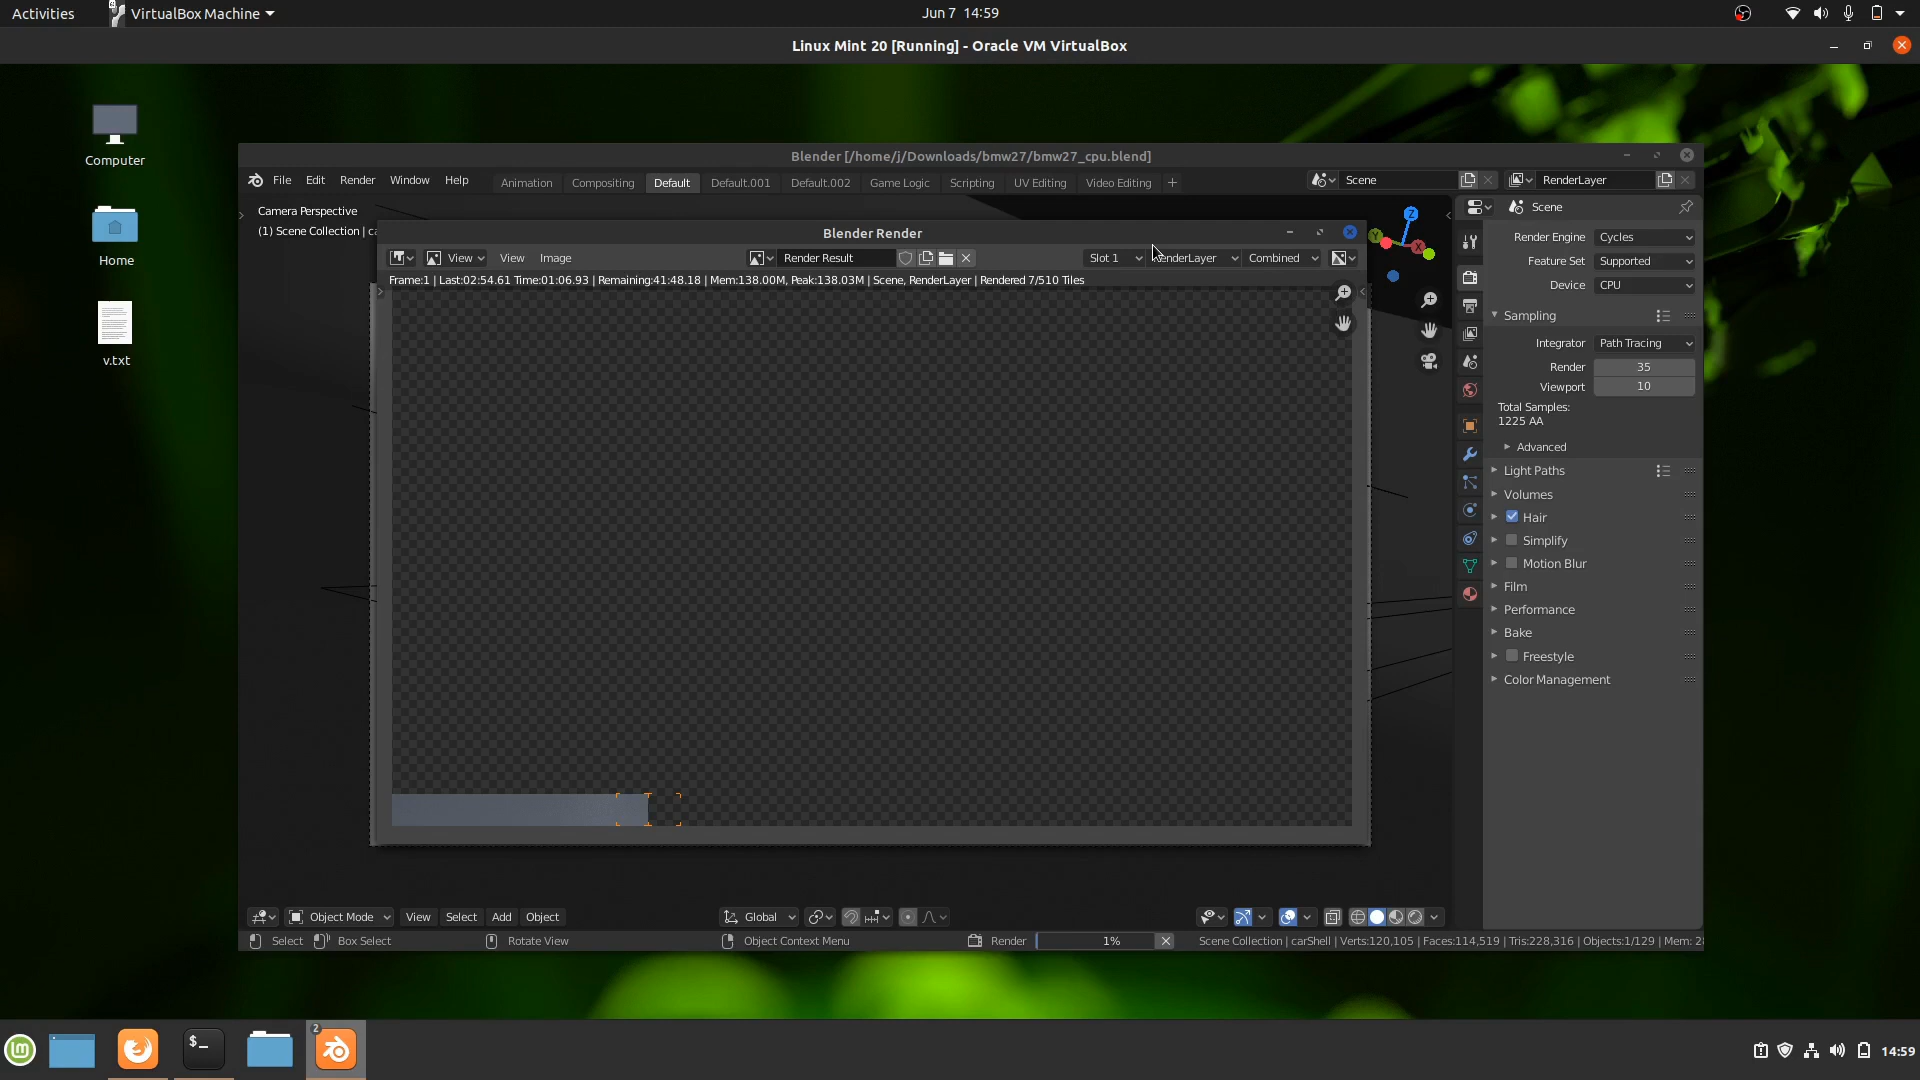 Activities
VirtualBox Machine
Jun 7 14:59
Linux Mint 20 [Running] - Oracle VM VirtualBox
Computer
Home
v.txt
Blender [/home/j/Downloads/bmw27/bmw27_cpu.blend]
File Edit Render Window Help
Animation Compositing Default Default.001 Default.002 Game Logic Scripting UV Editing Video Editing +
Scene
RenderLayer
Camera Perspective
(1) Scene Collection | ca
Z
Y
X
Blender Render
View View Image
Render Result
Slot 1
enderLayer
Combined
Frame:1 | Last:02:54.61 Time:01:06.93 | Remaining:41:48.18 | Mem:138.00M, Peak:138.03M | Scene, RenderLayer | Rendered 7/510 Tiles
Scene
Render Engine Cycles
Feature Set Supported
Device CPU
Sampling
Integrator Path Tracing
Render 35
Viewport 10
Total Samples:
1225 AA
Advanced
Light Paths
Volumes
Hair
Simplify
Motion Blur
Film
Performance
Bake
Freestyle
Color Management
Object Mode View Select Add Object
Global
Select Box Select Rotate View Object Context Menu
Render 1%
Scene Collection | carShell | Verts:120,105 | Faces:114,519 | Tris:228,316 | Objects:1/129 | Mem: 2
lm
$_
2
14:59